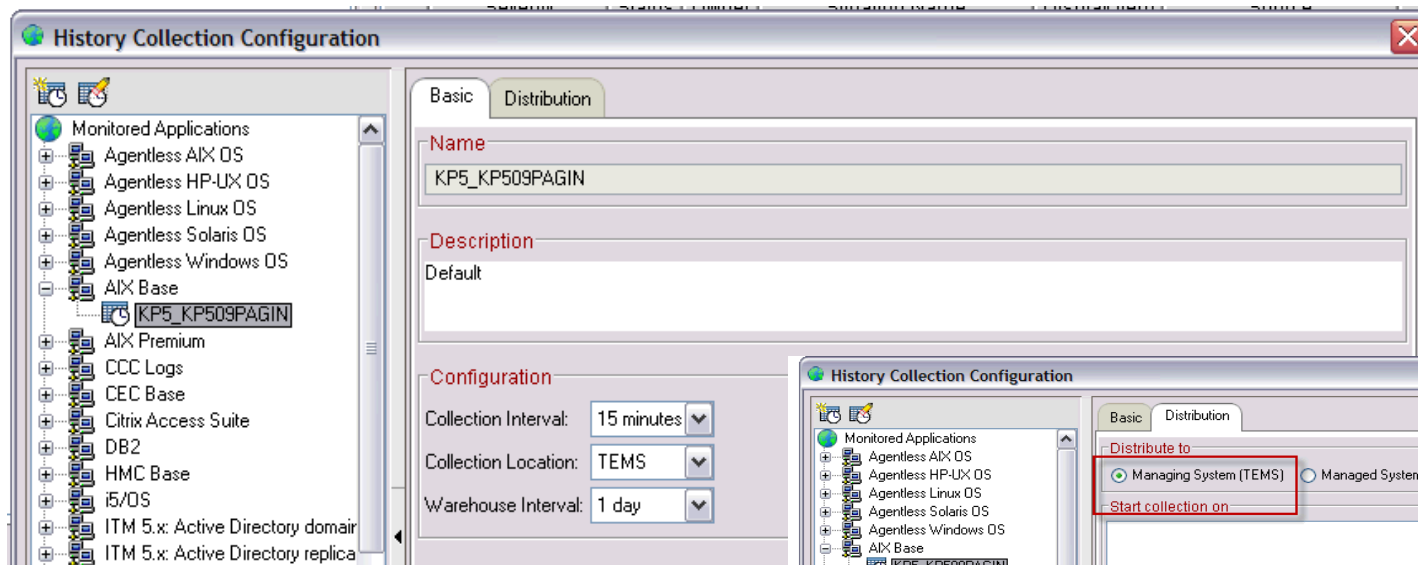 History Collection Configuration
Monitored Applications
Agentless AIX OS
Agentless HP-UX OS
Agentless Linux OS
Agentless Solaris OS
Agentless Windows OS
AIX Base
KP5_KP509PAGIN
AIX Premium
CCC Logs
CEC Base
Citrix Access Suite
DB2
HMC Base
i5/OS
ITM 5.x: Active Directory domair
ITM 5.x: Active Directory replica
Basic Distribution
Name
KP5_KP509PAGIN
Description
Default
Configuration
Collection Interval: 15 minutes
Collection Location: TEMS
Warehouse Interval: 1 day
History Collection Configuration
Monitored Applications
Agentless AIX OS
Agentless HP-UX OS
Agentless Linux OS
Agentless Solaris OS
Agentless Windows OS
AIX Base
KP5_KP509PAGIN
Basic Distribution
Distribute to
Managing System (TEMS) Managed System
Start collection on